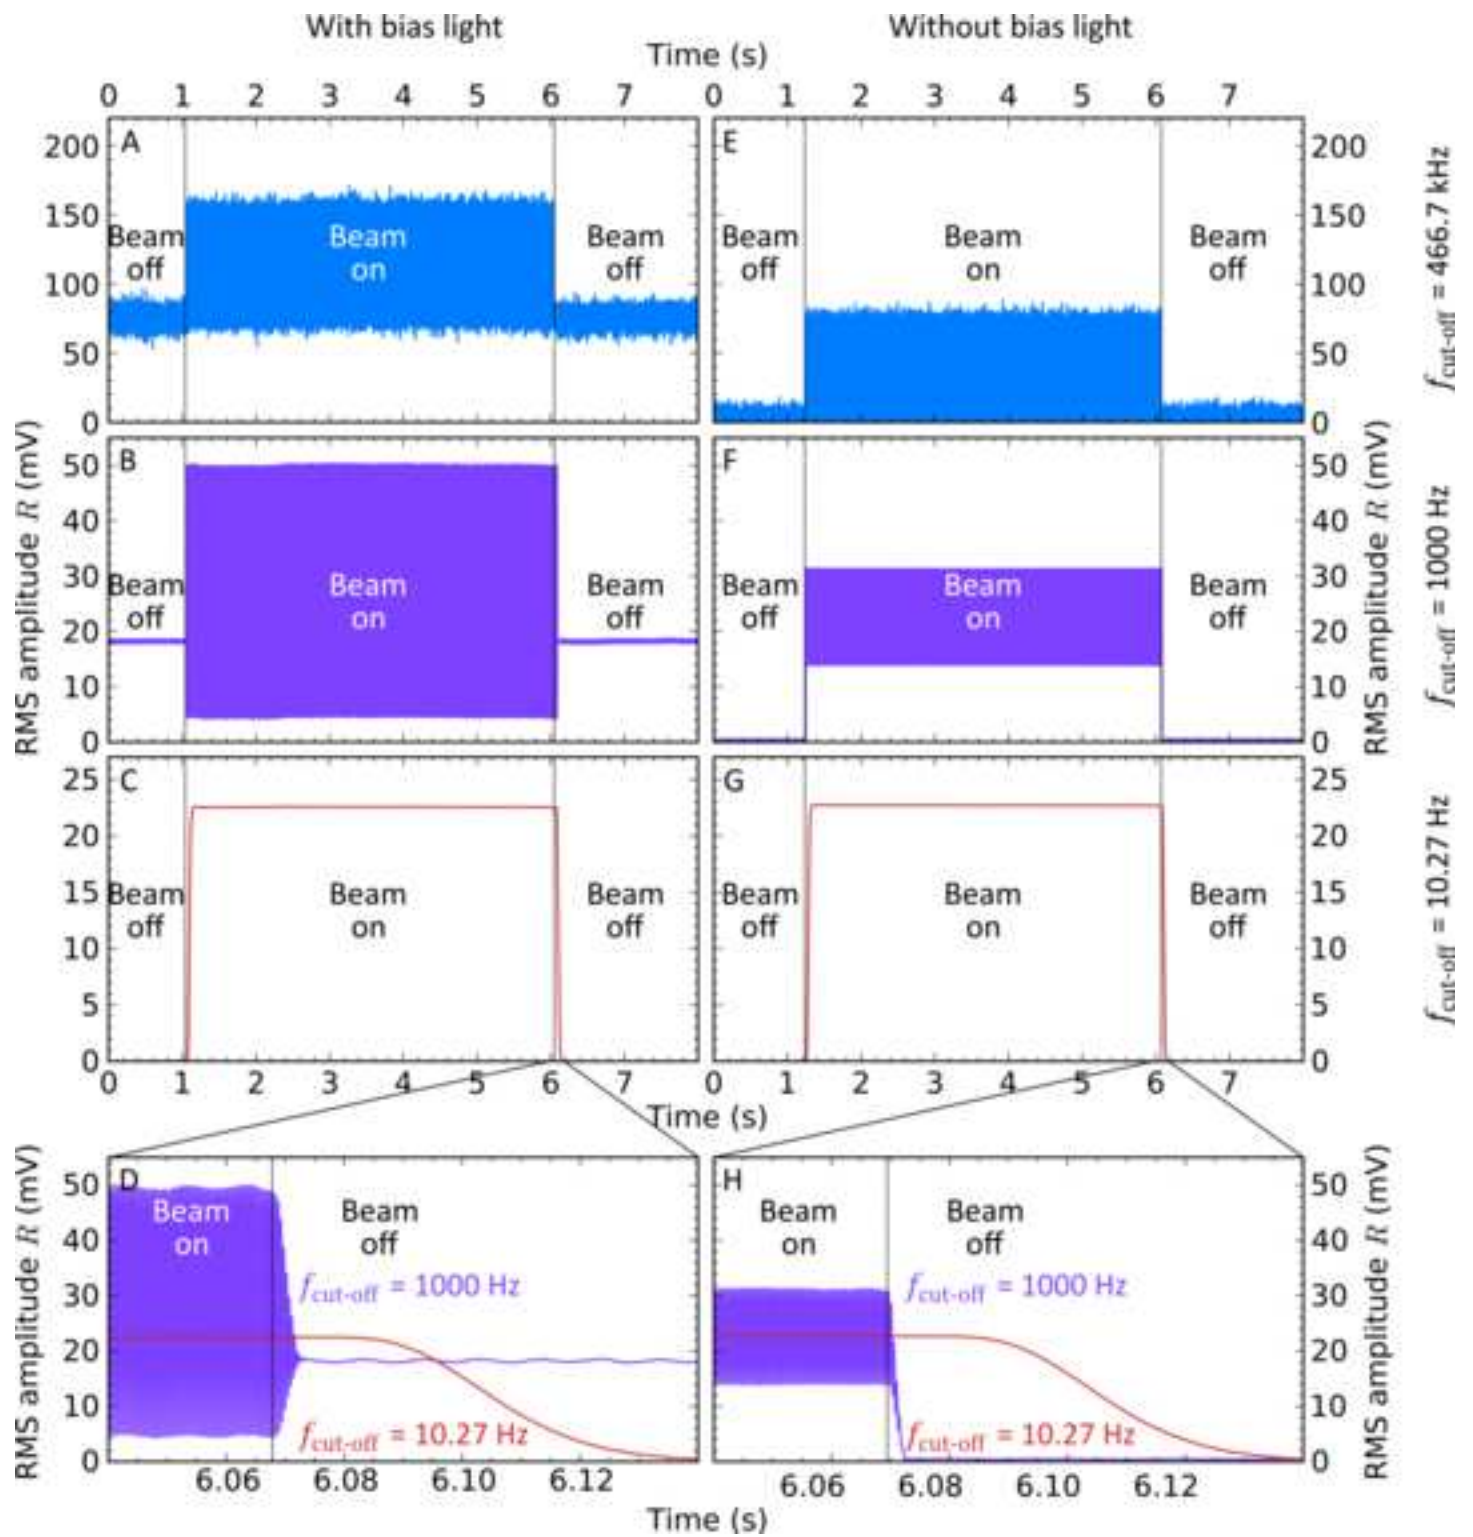 With bias light
Without bias light
Time (s)
0 1 2 3 4 5 6 7
0 1 2 3 4 5 6 7
A
200
150
100
50
0
Beam
off
Beam
on
Beam
off
E
200
150
100
50
0
Beam
off
Beam
on
Beam
off
f cut-off = 466.7 kHz
RMS amplitude R (mV)
B
50
40
30
20
10
0
Beam
off
Beam
on
Beam
off
F
50
40
30
20
10
0
Beam
off
Beam
on
Beam
off
RMS amplitude R (mV)
f cut-off = 1000 Hz
C
25
20
15
10
5
0
Beam
off
Beam
on
Beam
off
G
25
20
15
10
5
0
Beam
off
Beam
on
Beam
off
f cut-off = 10.27 Hz
0 1 2 3 4 5 6 7
0 1 2 3 4 5 6 7
Time (s)
RMS amplitude R (mV)
D
50
40
30
20
10
0
Beam
on
Beam
off
f cut-off = 1000 Hz
f cut-off = 10.27 Hz
6.06 6.08 6.10 6.12
H
50
40
30
20
10
0
Beam
on
Beam
off
f cut-off = 1000 Hz
f cut-off = 10.27 Hz
6.06 6.08 6.10 6.12
RMS amplitude R (mV)
Time (s)